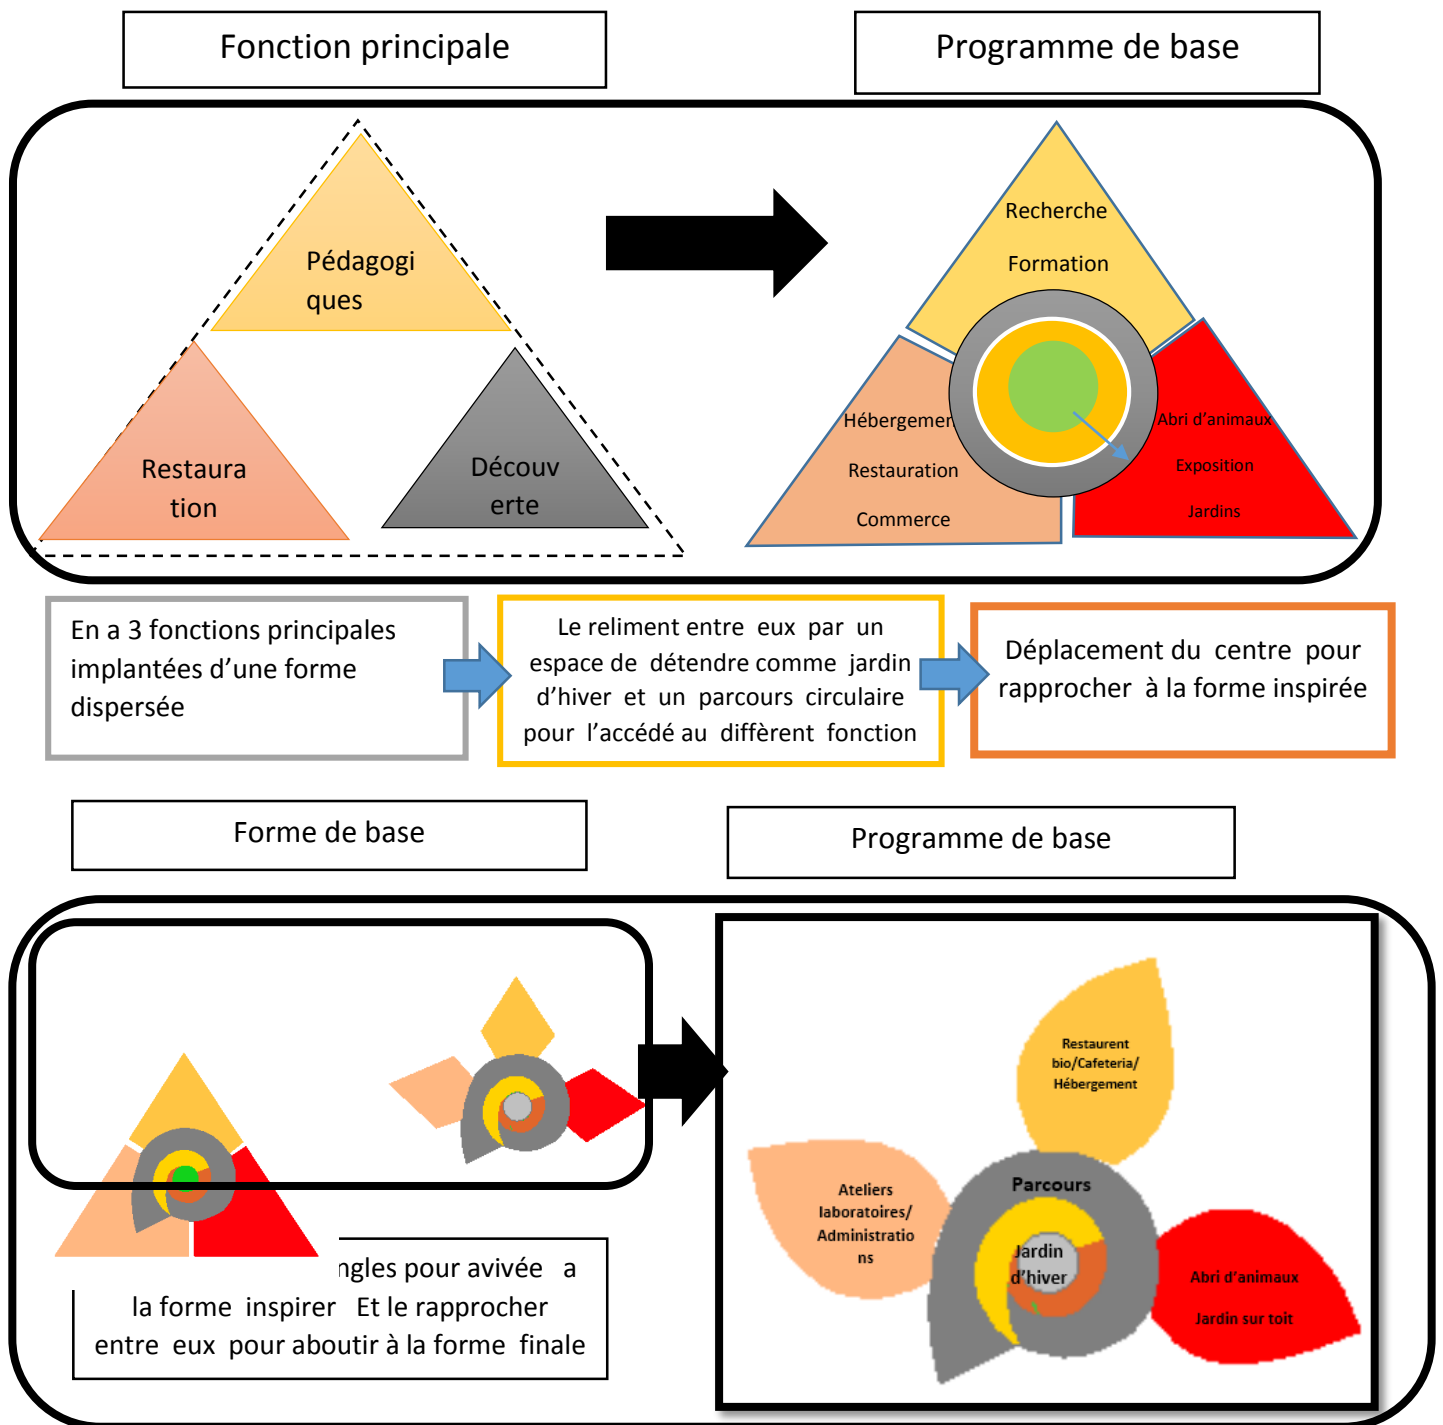 Fonction principale
Programme de base
Pédagogi
ques
Restaura
tion
Découv
erte
Recherche
Formation
Hébergemen
Restauration
Commerce
Abri d’animaux
Exposition
Jardins
En a 3 fonctions principales
implantées d’une forme
dispersée
Le reliment entre eux par un
espace de détendre comme jardin
d’hiver et un parcours circulaire
pour l’accédé au diffèrent fonction
Déplacement du centre pour
rapprocher à la forme inspirée
Forme de base
Programme de base
ngles pour avivée a
la forme inspirer Et le rapprocher
entre eux pour aboutir à la forme finale
Restaurent
bio/Cafeteria/
Hébergement
Ateliers
laboratoires/
Administratio
ns
Parcours
Jardin
d’hiver
Abri d’animaux
Jardin sur toit